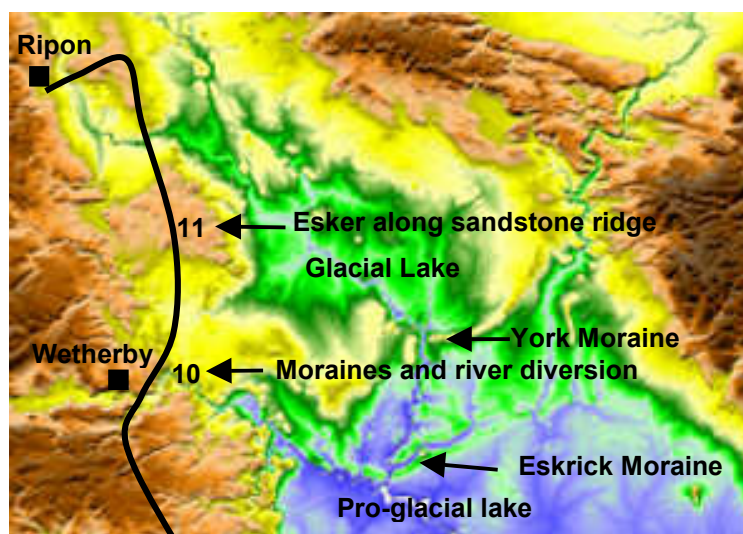 Ripon
11 Esker along sandstone ridge
Glacial Lake
York Moraine
Wetherby
10 Moraines and river diversion
Eskrick Moraine
Pro-glacial lake